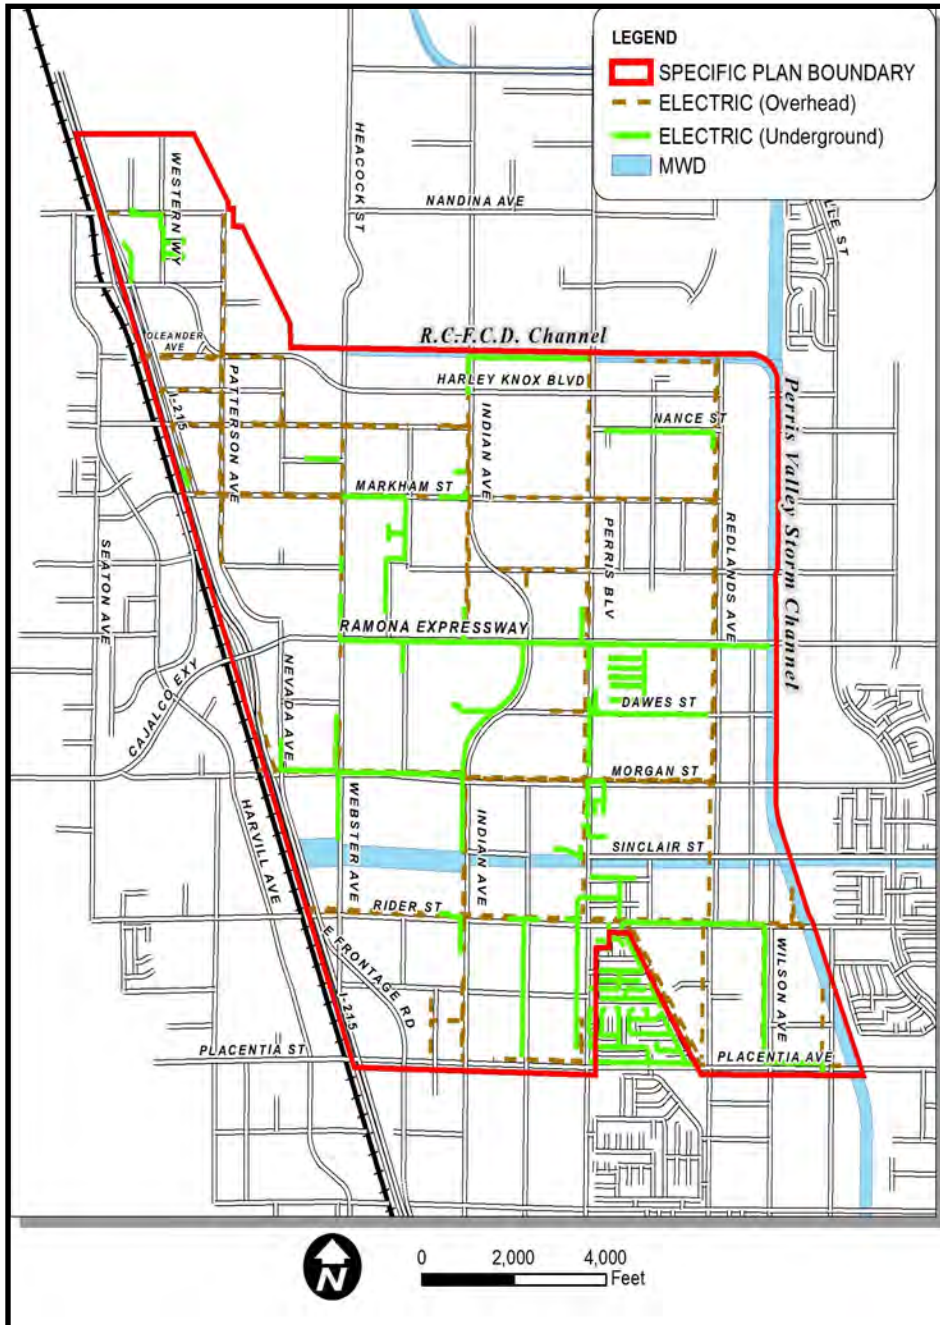 LEGEND
SPECIFIC PLAN BOUNDARY
ELECTRIC (Overhead)
ELECTRIC (Underground)
MWD
HEACOCK ST
WESTERN WY
NANDINA AVE
R.C.F.C.D. Channel
OLEANDER
AVE
HARLEY KNOX BLVD
I-215
PATTERSON AVE
INDIAN AVE
NANCE ST
Perris Valley Storm Channel
MARKHAM ST
SEATON AVE
PERRIS BLV
REDLANDS AVE
RAMONA EXPRESSWAY
CAJALCO EXY
NEVADA AVE
DAWES ST
MORGAN ST
HARVILL AVE
WEBSTER AVE
INDIAN AVE
SINCLAIR ST
RIDER ST
E FRONTAGE RD
WILSON AVE
I-215
PLACENTIA ST
PLACENTIA AVE
N
0 2,000 4,000
Feet